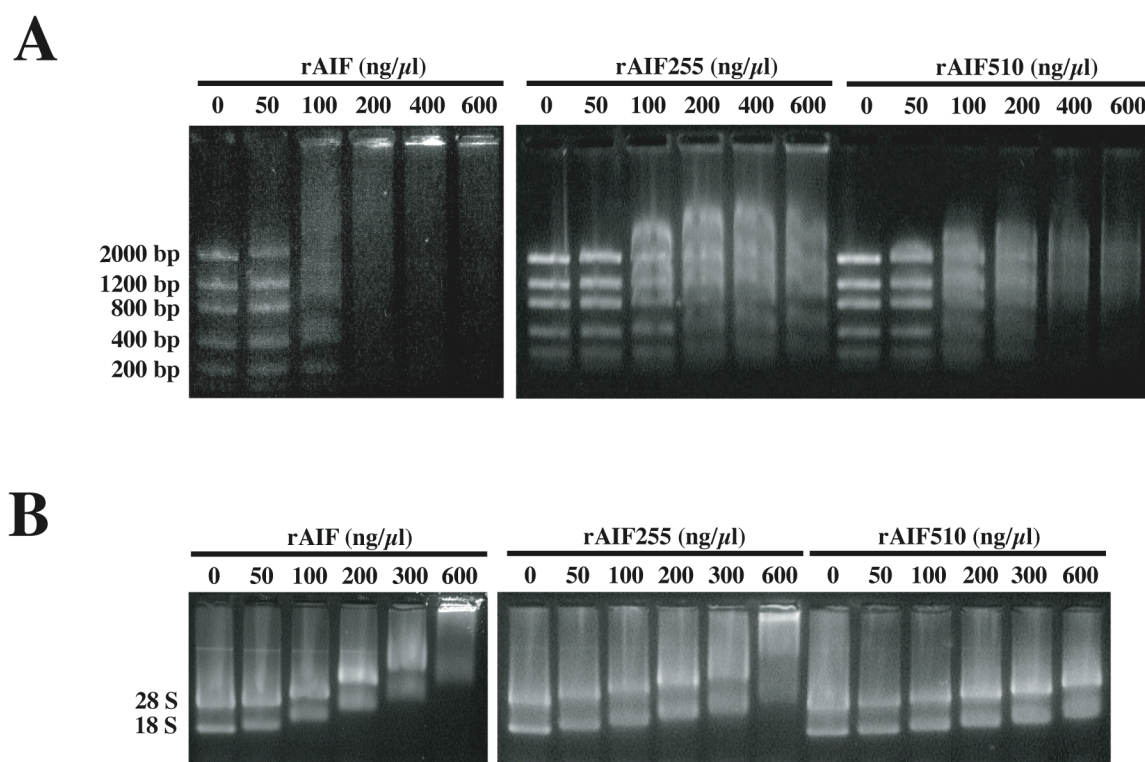 A
rAIF (ng/µl) rAIF255 (ng/µl) rAIF510 (ng/µl)
0 50 100 200 400 600 0 50 100 200 400 600 0 50 100 200 400 600
2000 bp
1200 bp
800 bp
400 bp
200 bp
B
rAIF (ng/µl) rAIF255 (ng/µl) rAIF510 (ng/µl)
0 50 100 200 300 600 0 50 100 200 300 600 0 50 100 200 300 600
28 S
18 S